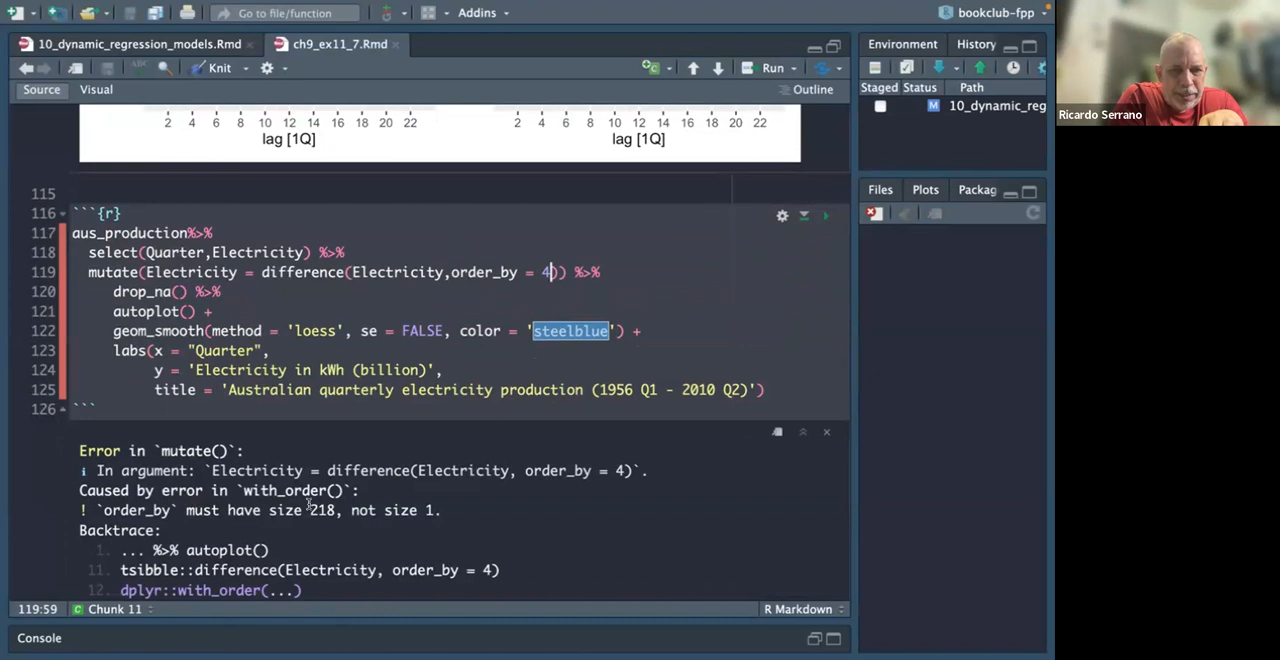 Go to file/function
Addins
bookclub-fpp
10_dynamic_regression_models.Rmd
ch9_ex11_7.Rmd
Environment
History
Knit
Run
Source
Visual
Outline
Staged Status Path
M 10_dynamic_reg
2 4 6 8 10 12 14 16 18 20 22
2 4 6 8 10 12 14 16 18 20 22
lag [1Q]
lag [1Q]
Ricardo Serrano
Files
Plots
Packag
115
116 ```{r}
117 aus_production%>%
118 select(Quarter,Electricity) %>%
119 mutate(Electricity = difference(Electricity,order_by = 4)) %>%
120 drop_na() %>%
121 autoplot() +
122 geom_smooth(method = 'loess', se = FALSE, color = 'steelblue') +
123 labs(x = "Quarter",
124 y = 'Electricity in kWh (billion)',
125 title = 'Australian quarterly electricity production (1956 Q1 - 2010 Q2)')
126 ```
Error in `mutate()`:
ℹ In argument: `Electricity = difference(Electricity, order_by = 4)`.
Caused by error in `with_order()`:
! `order_by` must have size 218, not size 1.
Backtrace:
1. ... %>% autoplot()
11. tsibble::difference(Electricity, order_by = 4)
12. dplyr::with_order(...)
119:59
C Chunk 11
R Markdown
Console